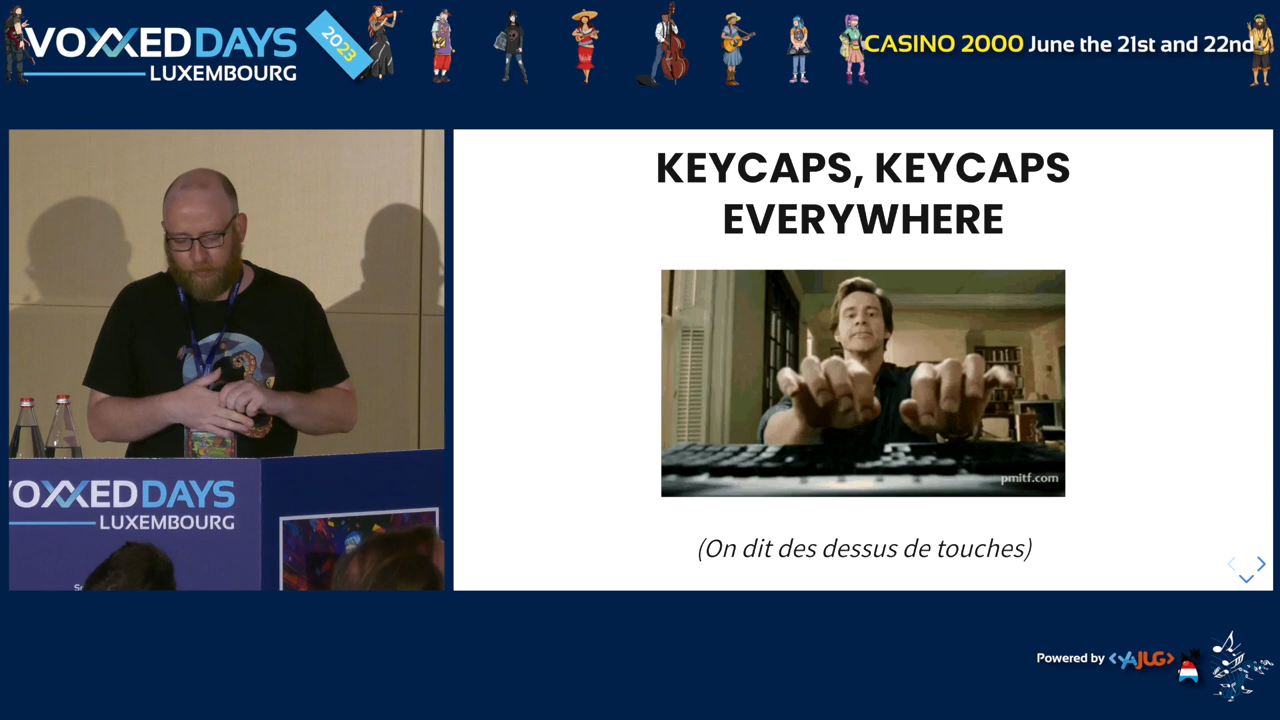 VOXXED DAYS
LUXEMBOURG
2023
CASINO 2000 June the 21st and 22nd
KEYCAPS, KEYCAPS
EVERYWHERE
pmitf.com
(On dit des dessus de touches)
VOXXED DAYS
LUXEMBOURG
Powered by <YAJUG>